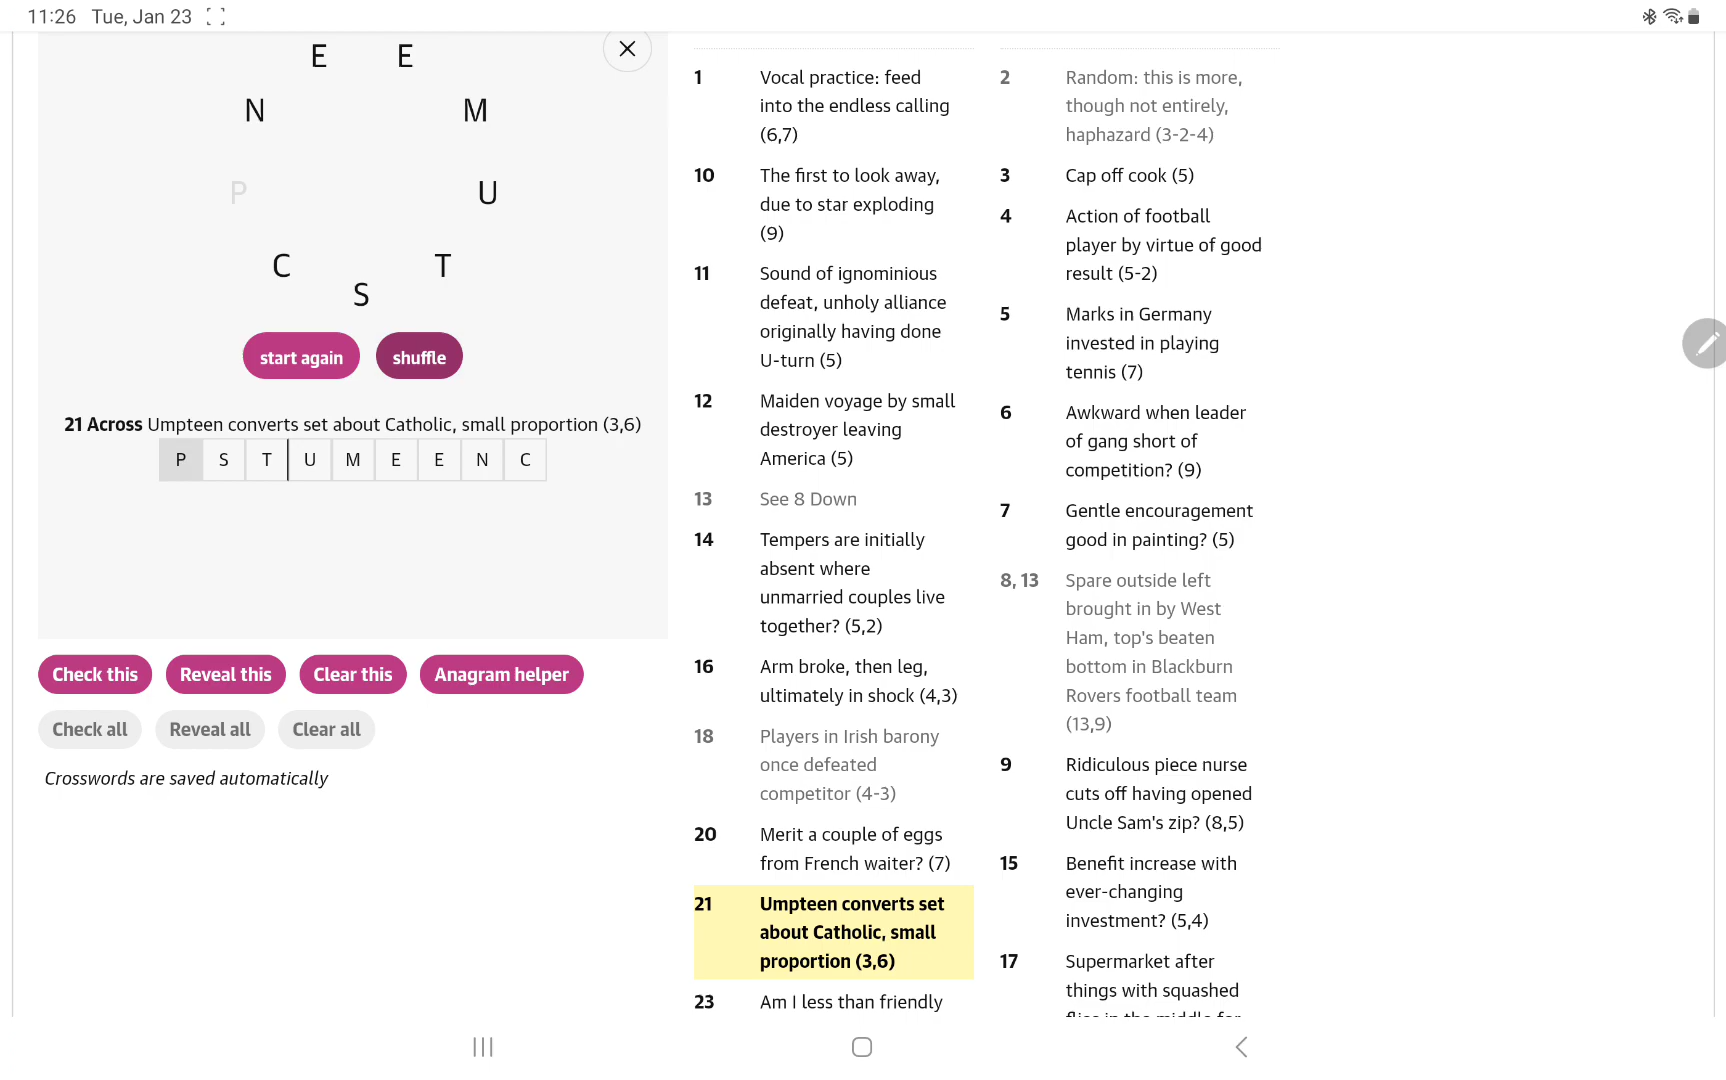 11:26 Tue, Jan 23
E E
N M
P U
C T
S
start again shuffle
21 Across Umpteen converts set about Catholic, small proportion (3,6)
P S T U M E E N C
Check this Reveal this Clear this Anagram helper
Check all Reveal all Clear all
Crosswords are saved automatically
1 Vocal practice: feed
into the endless calling
(6,7)
10 The first to look away,
due to star exploding
(9)
11 Sound of ignominious
defeat, unholy alliance
originally having done
U-turn (5)
12 Maiden voyage by small
destroyer leaving
America (5)
13 See 8 Down
14 Tempers are initially
absent where
unmarried couples live
together? (5,2)
16 Arm broke, then leg,
ultimately in shock (4,3)
18 Players in Irish barony
once defeated
competitor (4-3)
20 Merit a couple of eggs
from French waiter? (7)
21 Umpteen converts set
about Catholic, small
proportion (3,6)
23 Am I less than friendly
2 Random: this is more,
though not entirely,
haphazard (3-2-4)
3 Cap off cook (5)
4 Action of football
player by virtue of good
result (5-2)
5 Marks in Germany
invested in playing
tennis (7)
6 Awkward when leader
of gang short of
competition? (9)
7 Gentle encouragement
good in painting? (5)
8, 13 Spare outside left
brought in by West
Ham, top's beaten
bottom in Blackburn
Rovers football team
(13,9)
9 Ridiculous piece nurse
cuts off having opened
Uncle Sam's zip? (8,5)
15 Benefit increase with
ever-changing
investment? (5,4)
17 Supermarket after
things with squashed
flies in the middle for